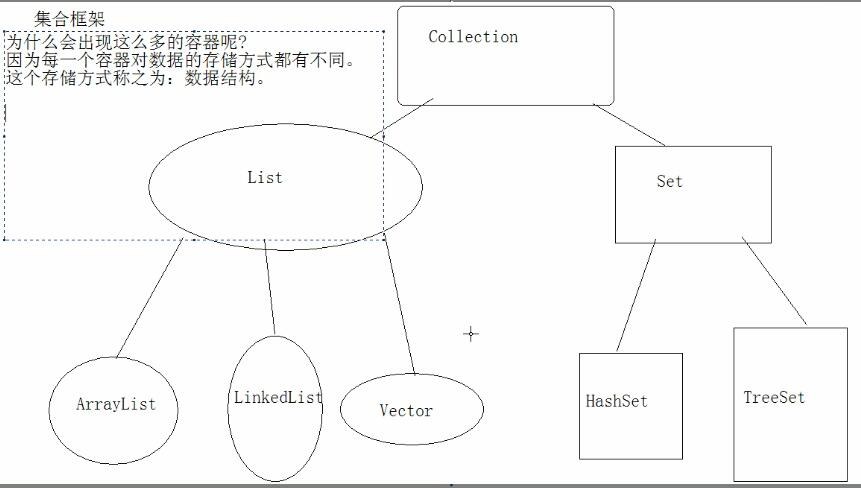 集合框架
为什么会出现这么多的容器呢?
因为每一个容器对数据的存储方式都有不同。
这个存储方式称之为: 数据结构。
Collection
List
Set
ArrayList
LinkedList
Vector
HashSet
TreeSet